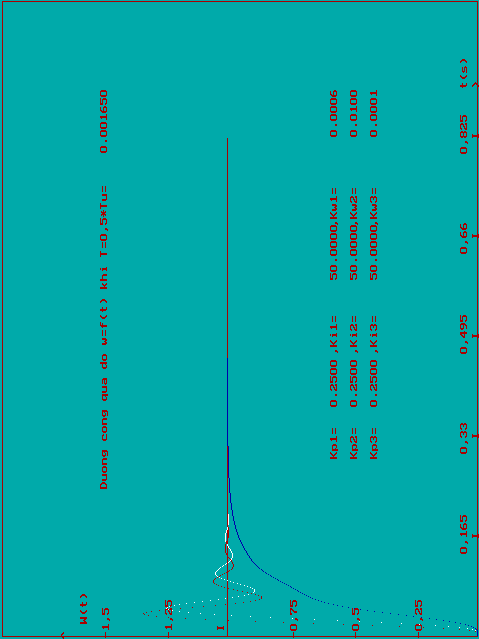 W(t)
1,5
1,25
I
0,75
0,5
0,25
Duong cong qua do w=f(t) khi T=0,5*Tu= 0.001650
Kp1= 0.2500 ,Ki1= 50.0000,Kw1= 0.0006
Kp2= 0.2500 ,Ki2= 50.0000,Kw2= 0.0100
Kp3= 0.2500 ,Ki3= 50.0000,Kw3= 0.0001
0,165 0,33 0,495 0,66 0,825 t(s)